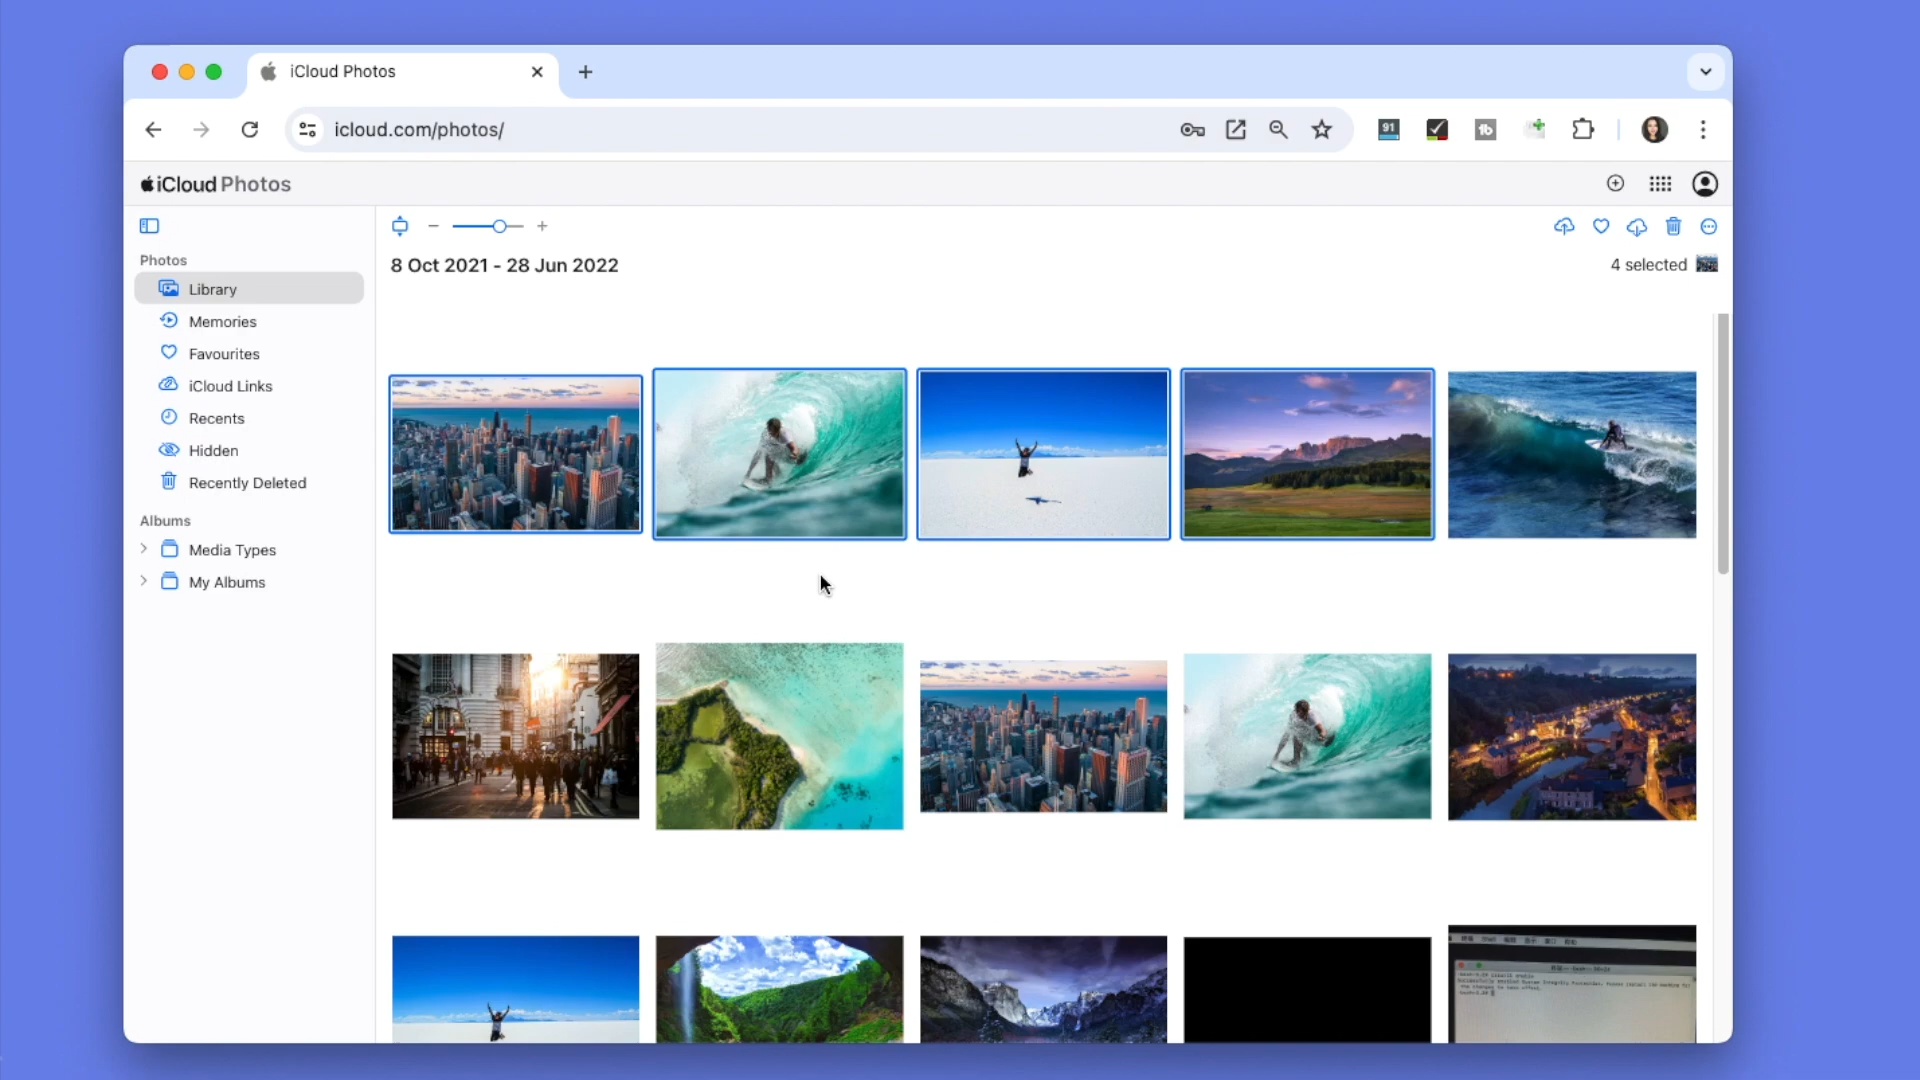 iCloud Photos
icloud.com/photos/
91
iCloud Photos
8 Oct 2021 - 28 Jun 2022
4 selected
Photos
Library
Memories
Favourites
iCloud Links
Recents
Hidden
Recently Deleted
Albums
Media Types
My Albums